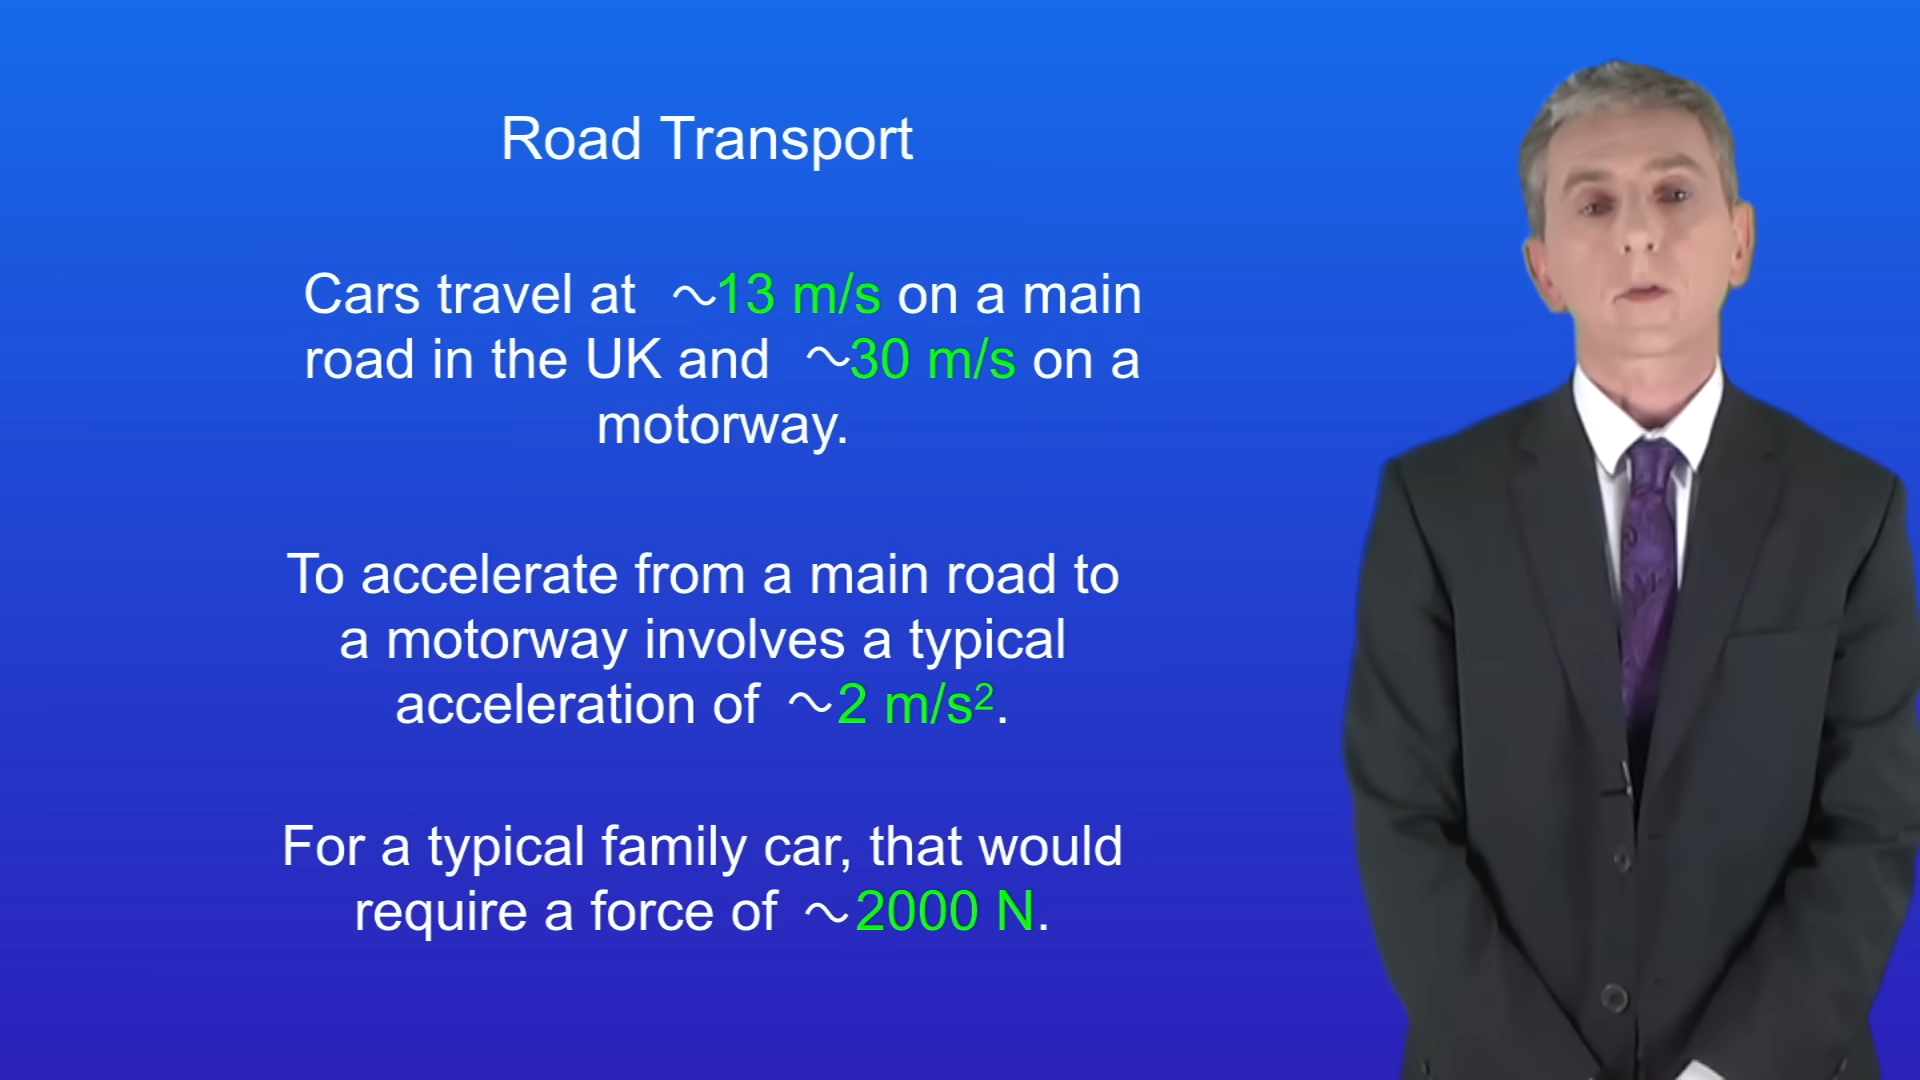 Road Transport
Cars travel at ~13 m/s on a main
road in the UK and ~30 m/s on a
motorway.
To accelerate from a main road to
a motorway involves a typical
acceleration of ~2 m/s².
For a typical family car, that would
require a force of ~2000 N.